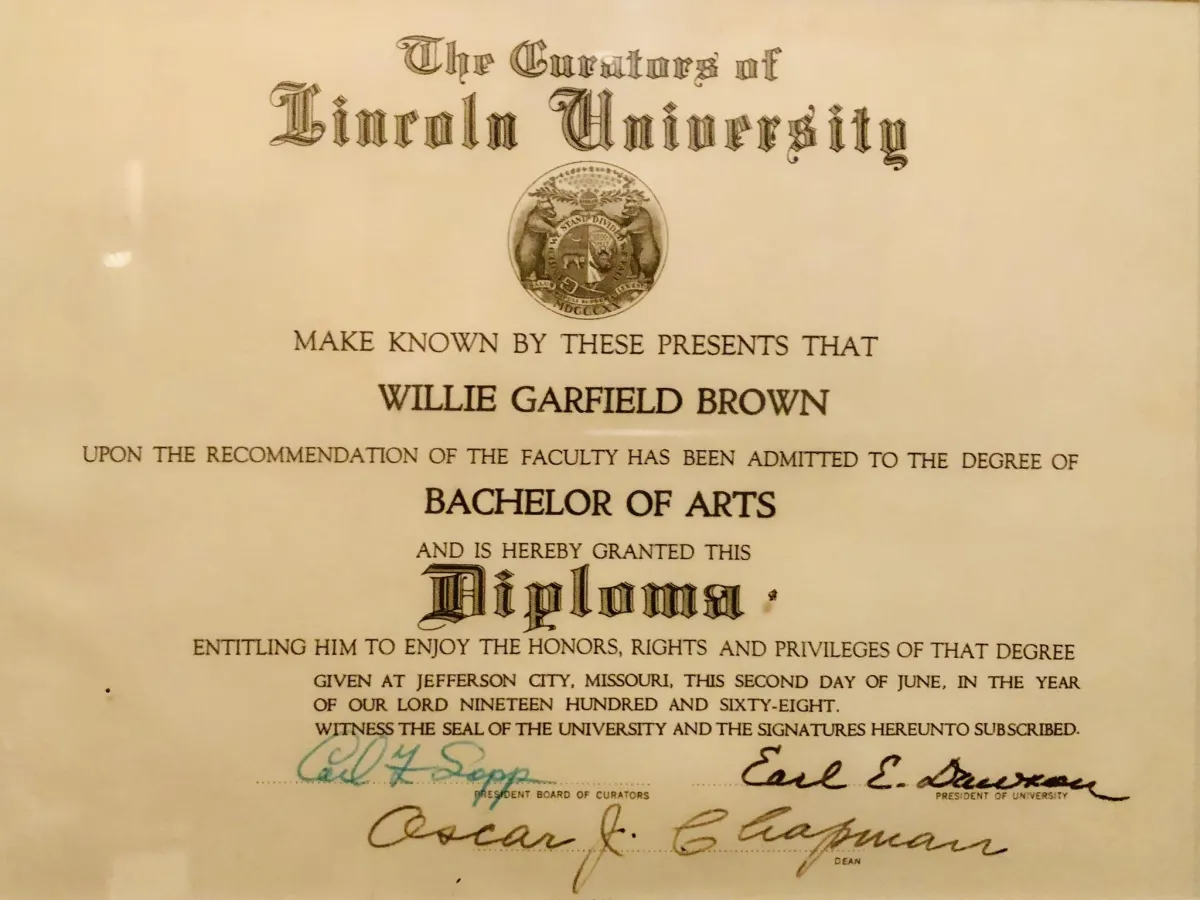 The Curators of
Lincoln University
MDCCCXX
MAKE KNOWN BY THESE PRESENTS THAT
WILLIE GARFIELD BROWN
UPON THE RECOMMENDATION OF THE FACULTY HAS BEEN ADMITTED TO THE DEGREE OF
BACHELOR OF ARTS
AND IS HEREBY GRANTED THIS
Diploma
ENTITLING HIM TO ENJOY THE HONORS, RIGHTS AND PRIVILEGES OF THAT DEGREE
GIVEN AT JEFFERSON CITY, MISSOURI, THIS SECOND DAY OF JUNE, IN THE YEAR
OF OUR LORD NINETEEN HUNDRED AND SIXTY-EIGHT.
WITNESS THE SEAL OF THE UNIVERSITY AND THE SIGNATURES HEREUNTO SUBSCRIBED.
Carl F Sapp
PRESIDENT BOARD OF CURATORS
Earl E. Dawson
PRESIDENT OF UNIVERSITY
Oscar J. Chapman
DEAN